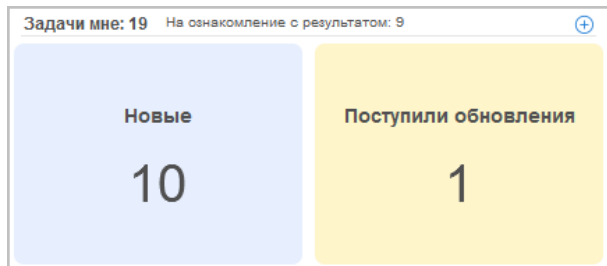 Задачи мне: 19 На ознакомление с результатом: 9
Новые Поступили обновления
10 1